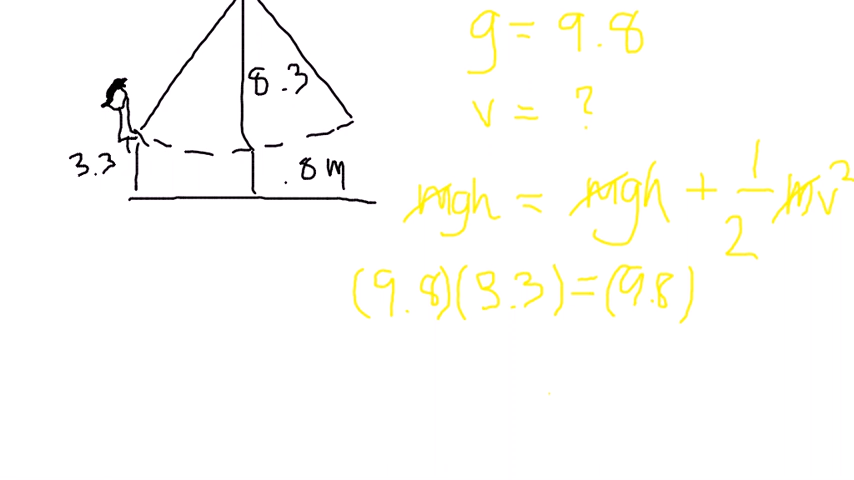 8.3
3.3
.8 m
g = 9.8
v = ?
mgh = mgh + 1/2 mv²
(9.8)(3.3) = (9.8)